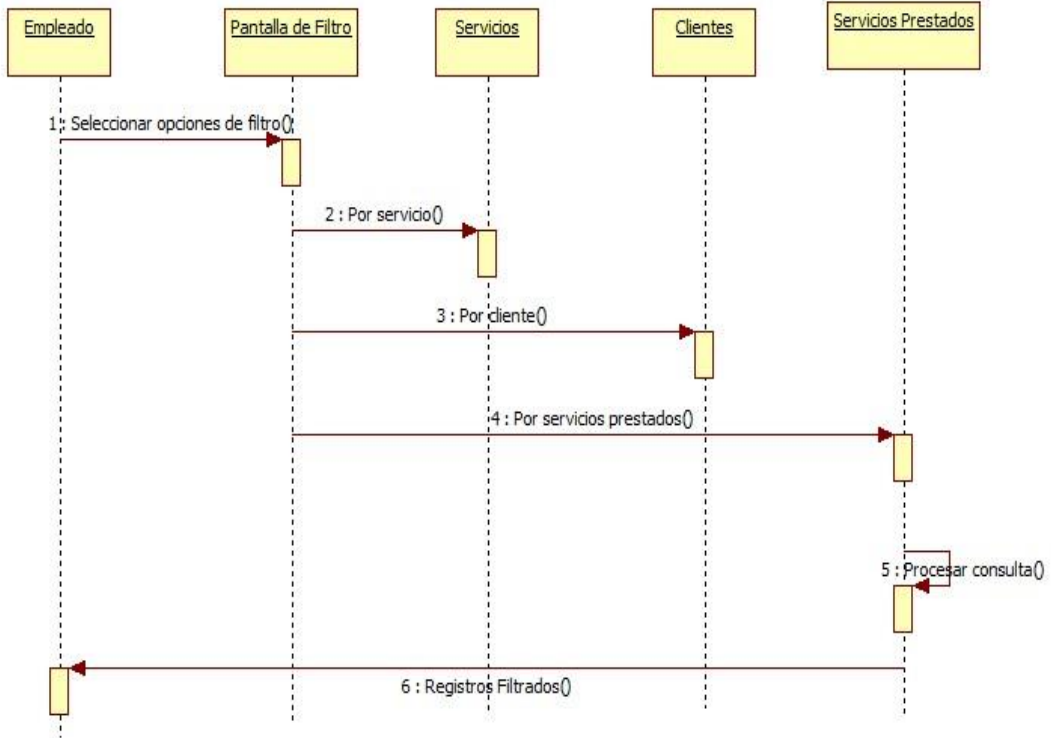 Empleado
Pantalla de Filtro
Servicios
Clientes
Servicios Prestados
1 : Seleccionar opciones de filtro()
2 : Por servicio()
3 : Por cliente()
4 : Por servicios prestados()
5 : Procesar consulta()
6 : Registros Filtrados()